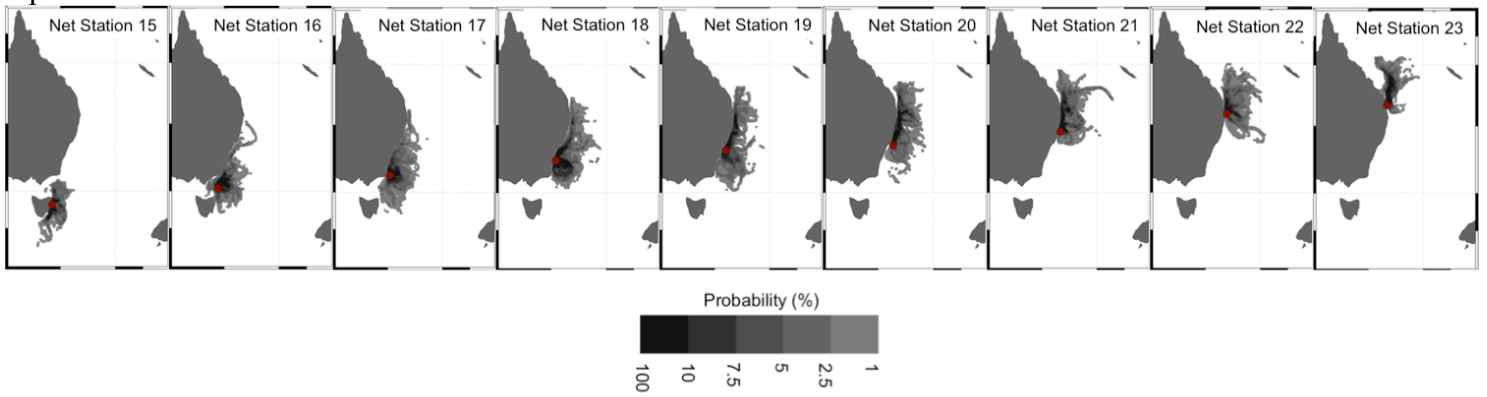 Net Station 15
Net Station 16
Net Station 17
Net Station 18
Net Station 19
Net Station 20
Net Station 21
Net Station 22
Net Station 23
Probability (%)
100
10
7.5
5
2.5
1